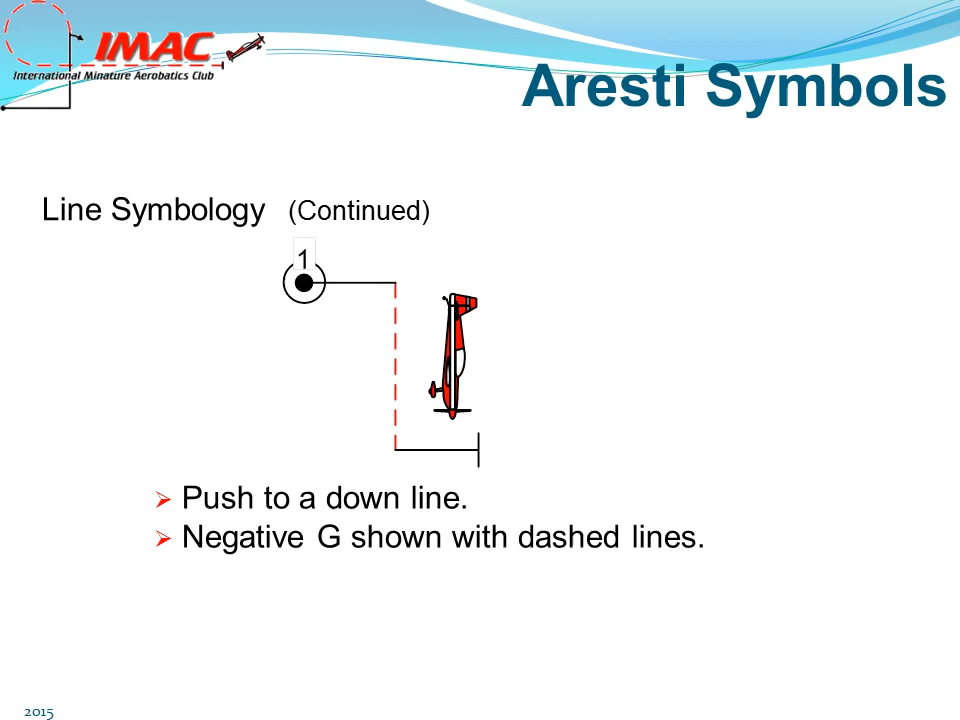 IMAC
International Minature Aerobatics Club
Aresti Symbols
Line Symbology (Continued)
1
Push to a down line.
Negative G shown with dashed lines.
2015